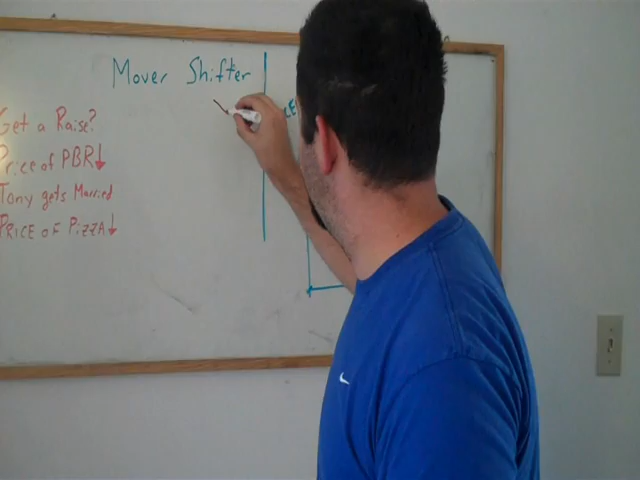 Mover Shifter
Get a Raise?
Price of PBR↓
Tony gets Married
PRICE OF PIZZA↓